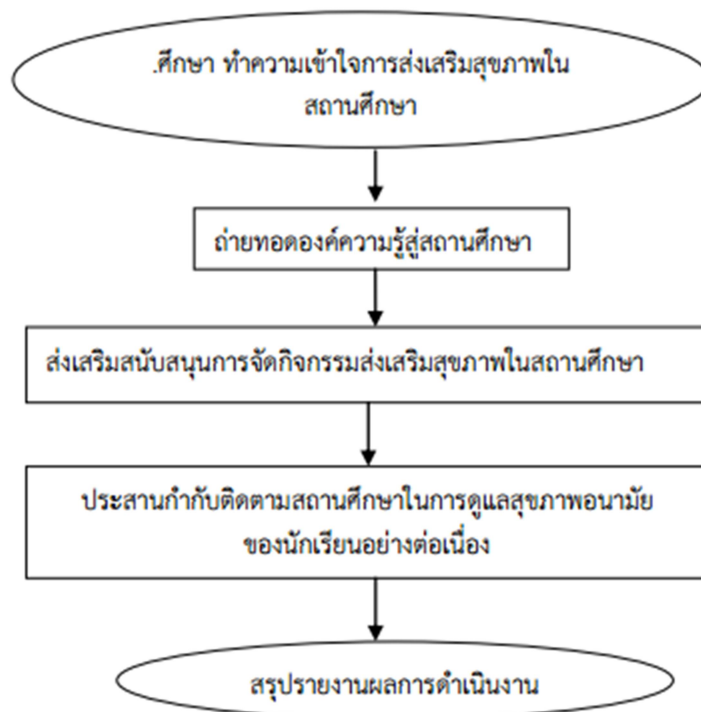 .ศึกษา ทำความเข้าใจการส่งเสริมสุขภาพใน
สถานศึกษา
ถ่ายทอดองค์ความรู้สู่สถานศึกษา
ส่งเสริมสนับสนุนการจัดกิจกรรมส่งเสริมสุขภาพในสถานศึกษา
ประสานกำกับติดตามสถานศึกษาในการดูแลสุขภาพอนามัย
ของนักเรียนอย่างต่อเนื่อง
สรุปรายงานผลการดำเนินงาน